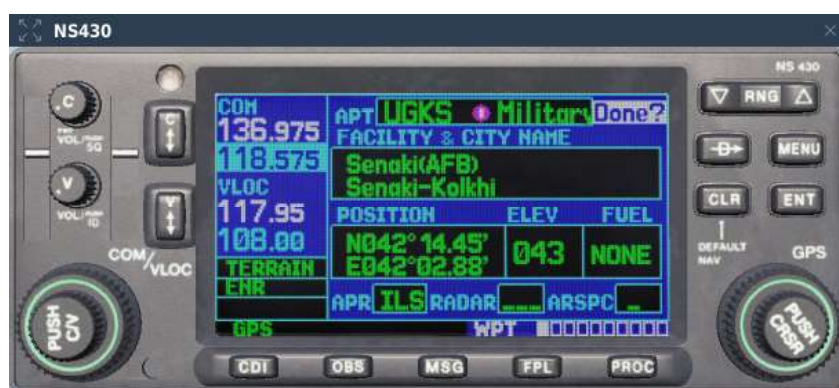 NS430
NS 430
.C
PWR VOL/PUSH SQ
C
V
VOL/PUSH ID
V
COM/VLOC
PUSH C/V
COM
136.975
118.575
VLOC
117.95
108.00
TERRAIN
ENR
GPS
APT UGKS Military Done?
FACILITY & CITY NAME
Senaki(AFB)
Senaki-Kolkhi
POSITION ELEV FUEL
N042°14.45' 043 NONE
E042°02.88'
APR ILS RADAR ___ ARSPC _
WPT
RNG
D MENU
CLR ENT
DEFAULT NAV
GPS
PUSH CRSR
CDI OBS MSG FPL PROC